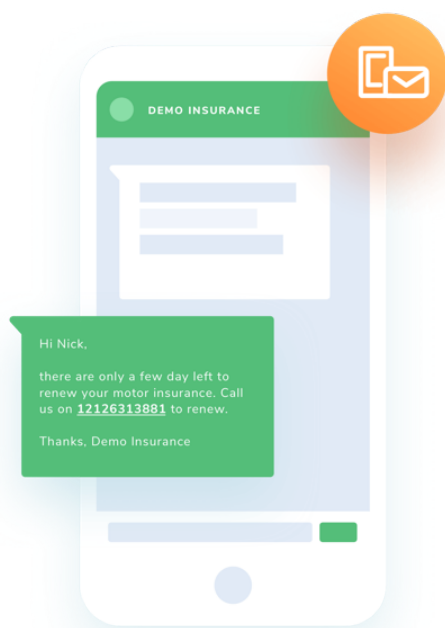 DEMO INSURANCE
Hi Nick,
there are only a few day left to
renew your motor insurance. Call
us on 12126313881 to renew.
Thanks, Demo Insurance